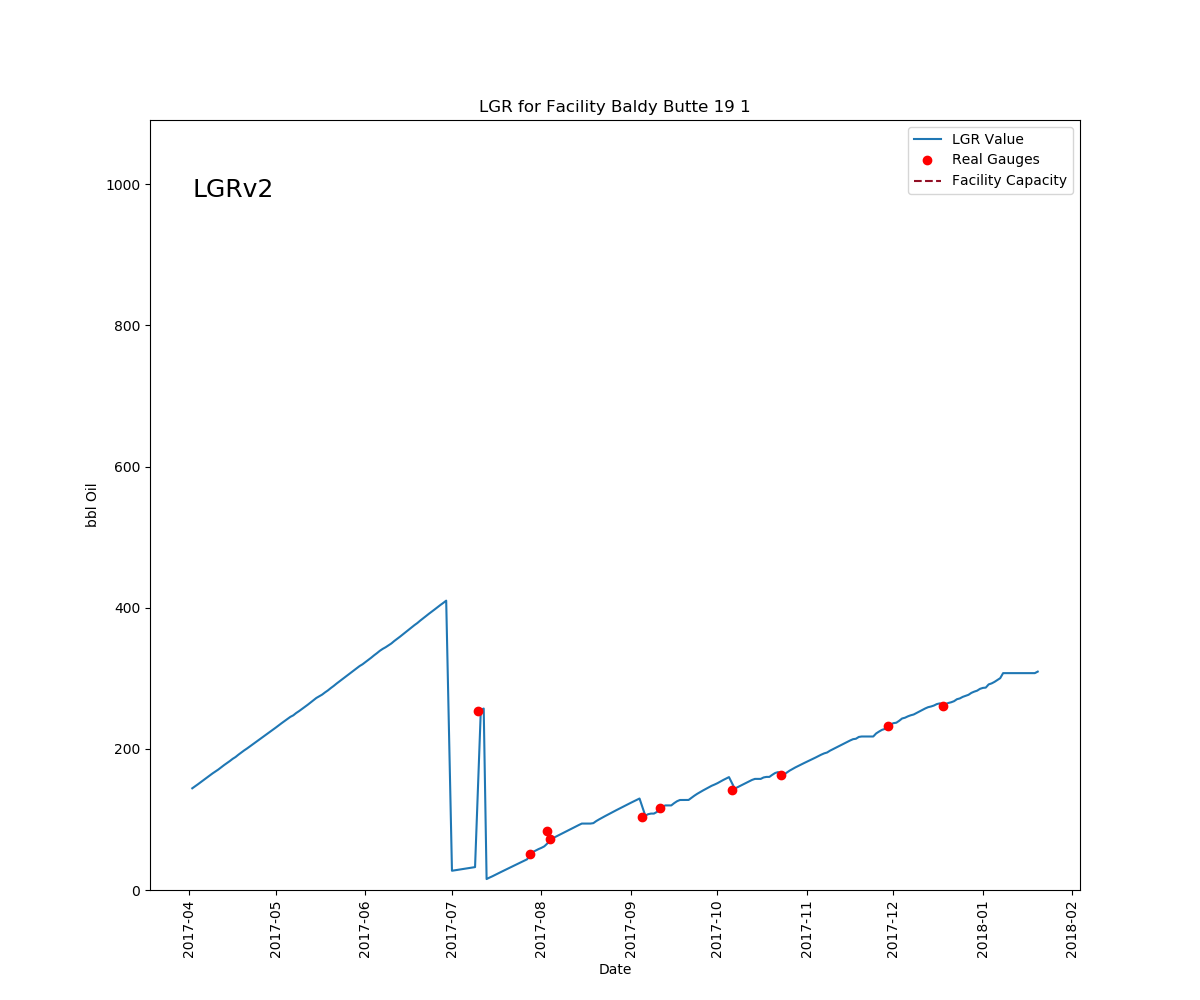 LGR for Facility Baldy Butte 19 1
LGR Value
Real Gauges
Facility Capacity
LGRv2
1000
800
600
400
200
0
bbl Oil
2017-04
2017-05
2017-06
2017-07
2017-08
2017-09
2017-10
2017-11
2017-12
2018-01
2018-02
Date